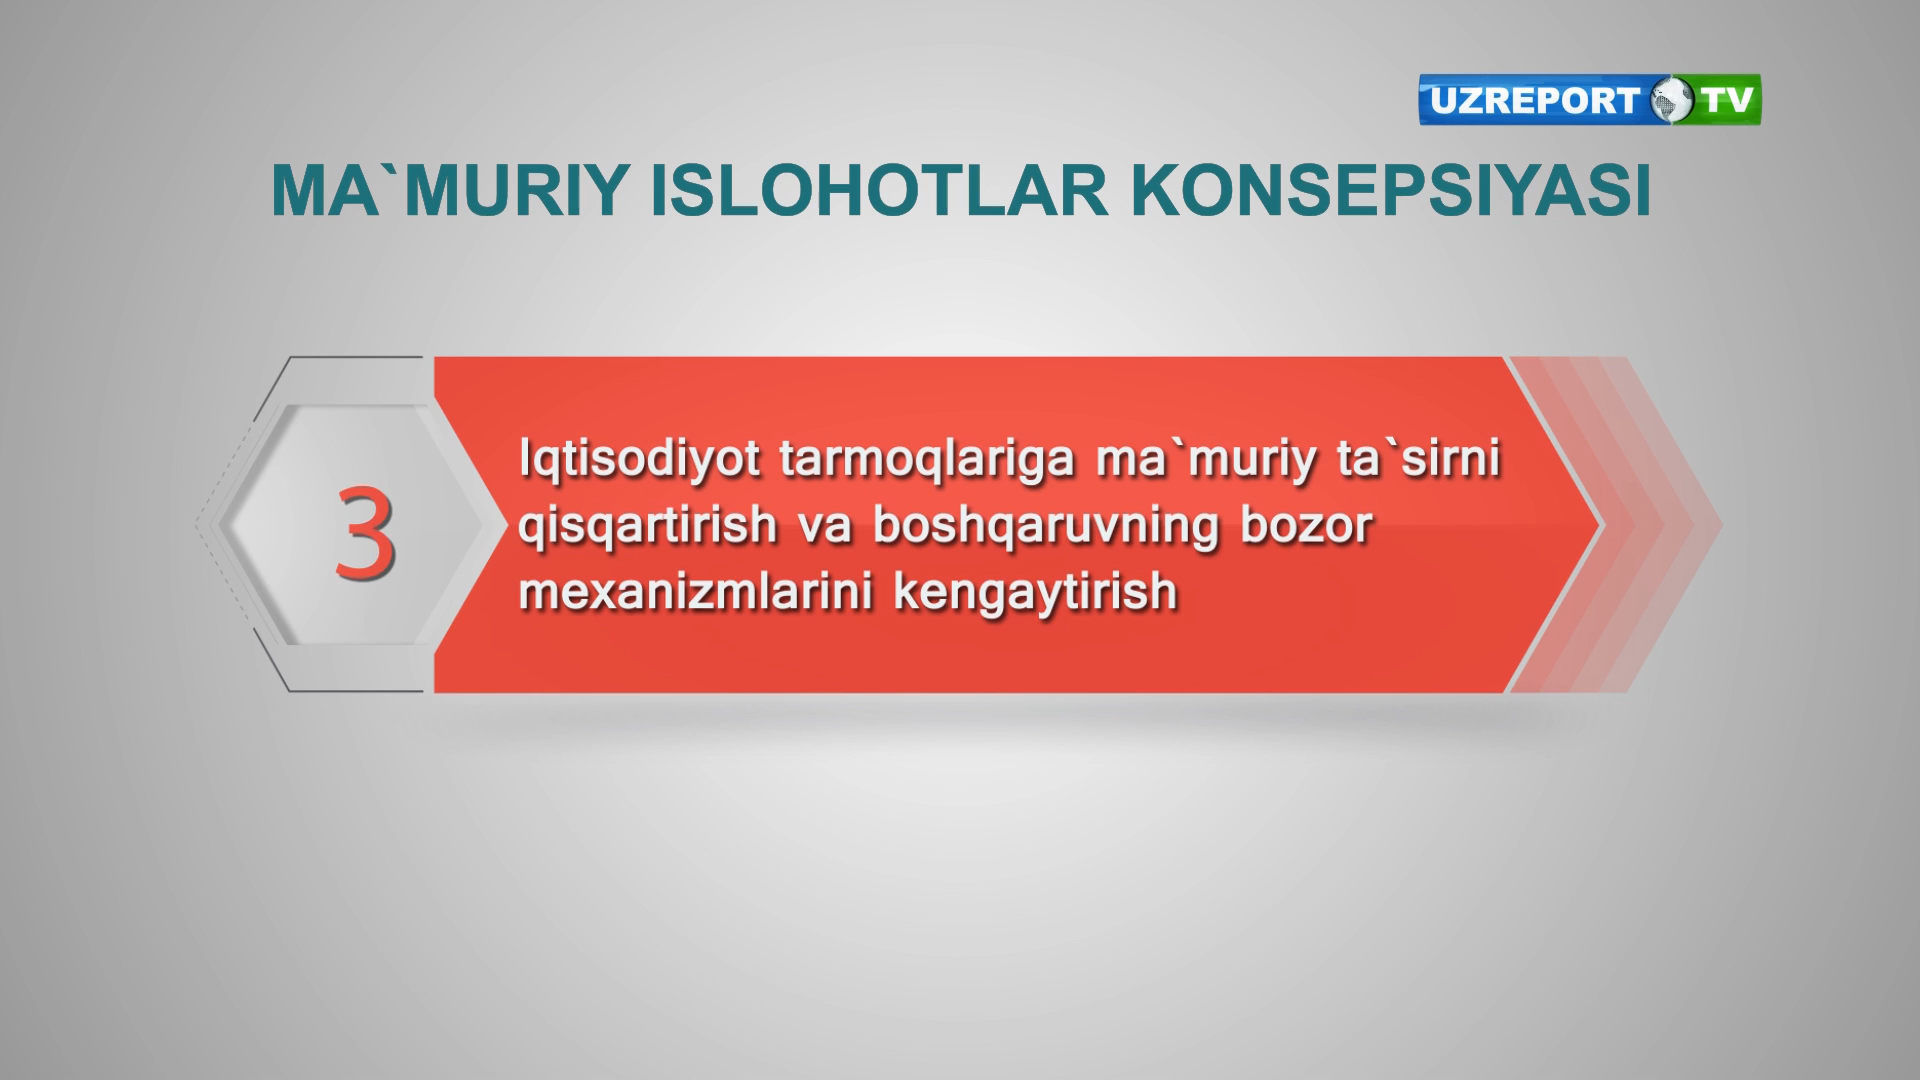 UZREPORT TV
MA`MURIY ISLOHOTLAR KONSEPSIYASI
3
Iqtisodiyot tarmoqlariga ma`muriy ta`sirni
qisqartirish va boshqaruvning bozor
mexanizmlarini kengaytirish